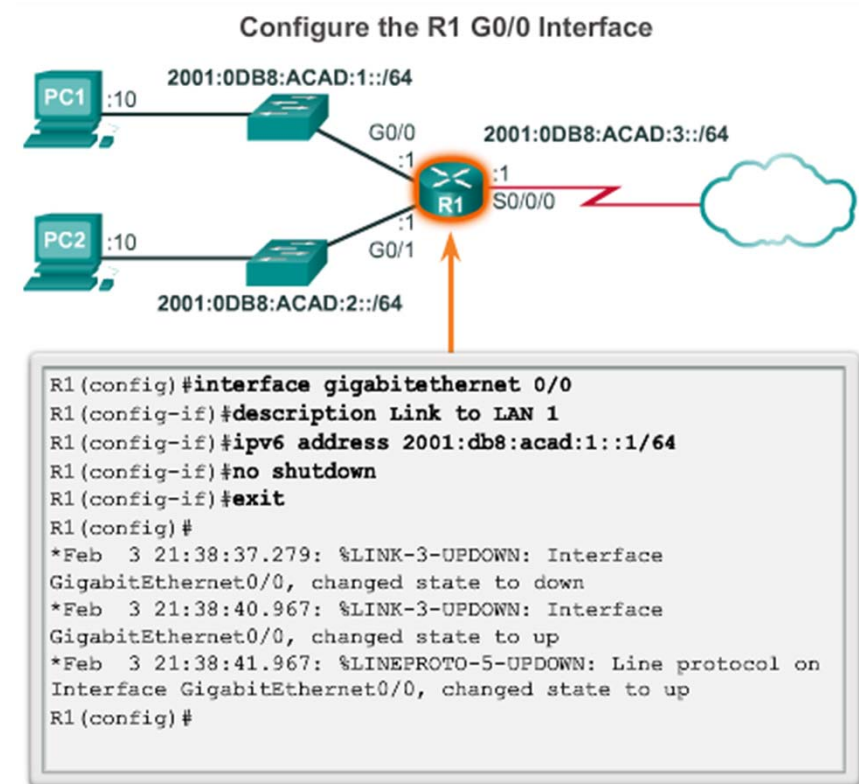 Configure the R1 G0/0 Interface
2001:0DB8:ACAD:1::/64
PC1 :10
G0/0
:1
2001:0DB8:ACAD:3::/64
:1
R1 S0/0/0
:1
G0/1
PC2 :10
2001:0DB8:ACAD:2::/64
R1(config)#interface gigabitethernet 0/0
R1(config-if)#description Link to LAN 1
R1(config-if)#ipv6 address 2001:db8:acad:1::1/64
R1(config-if)#no shutdown
R1(config-if)#exit
R1(config)#
*Feb  3 21:38:37.279: %LINK-3-UPDOWN: Interface
GigabitEthernet0/0, changed state to down
*Feb  3 21:38:40.967: %LINK-3-UPDOWN: Interface
GigabitEthernet0/0, changed state to up
*Feb  3 21:38:41.967: %LINEPROTO-5-UPDOWN: Line protocol on
Interface GigabitEthernet0/0, changed state to up
R1(config)#